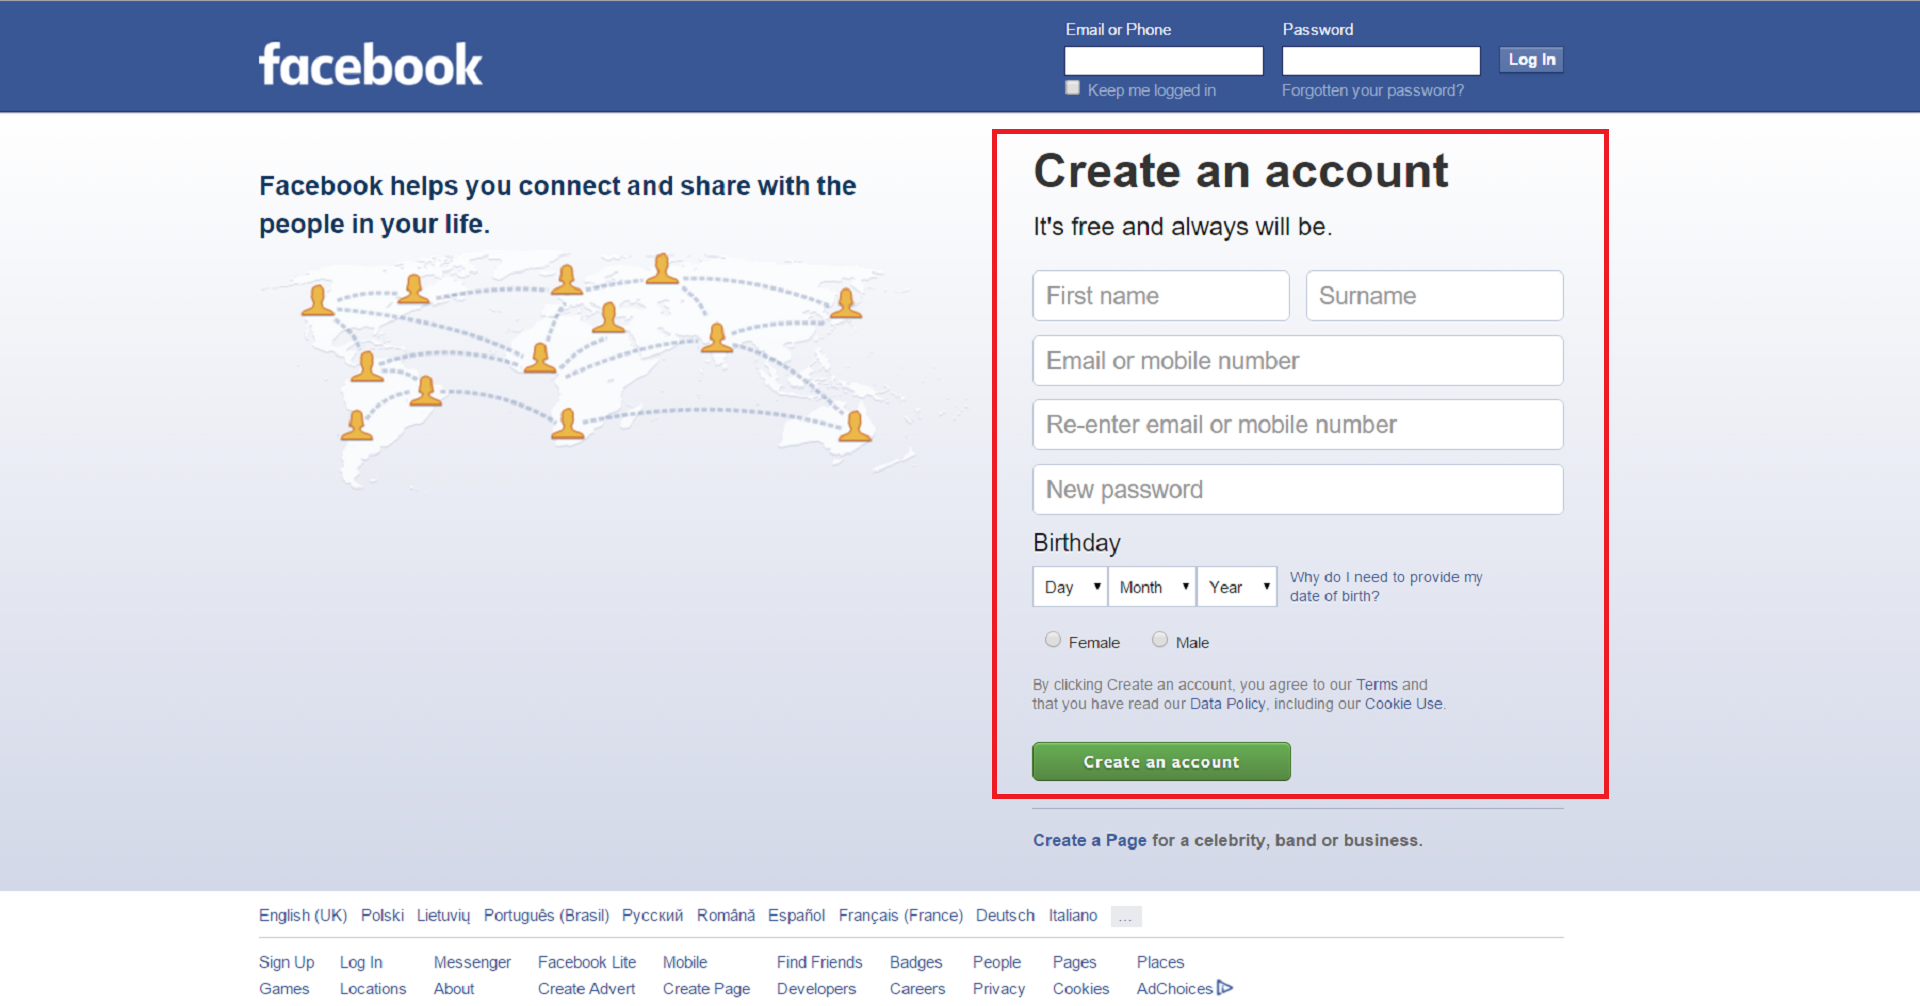 facebook
Email or Phone
Password
Log In
Keep me logged in
Forgotten your password?
Facebook helps you connect and share with the
people in your life.
Create an account
It's free and always will be.
First name
Surname
Email or mobile number
Re-enter email or mobile number
New password
Birthday
Day
Month
Year
Why do I need to provide my
date of birth?
Female
Male
By clicking Create an account, you agree to our Terms and
that you have read our Data Policy, including our Cookie Use.
Create an account
Create a Page for a celebrity, band or business.
English (UK) Polski Lietuvių Português (Brasil) Русский Română Español Français (France) Deutsch Italiano ...
Sign Up Log In Messenger Facebook Lite Mobile Find Friends Badges People Pages Places
Games Locations About Create Advert Create Page Developers Careers Privacy Cookies AdChoices